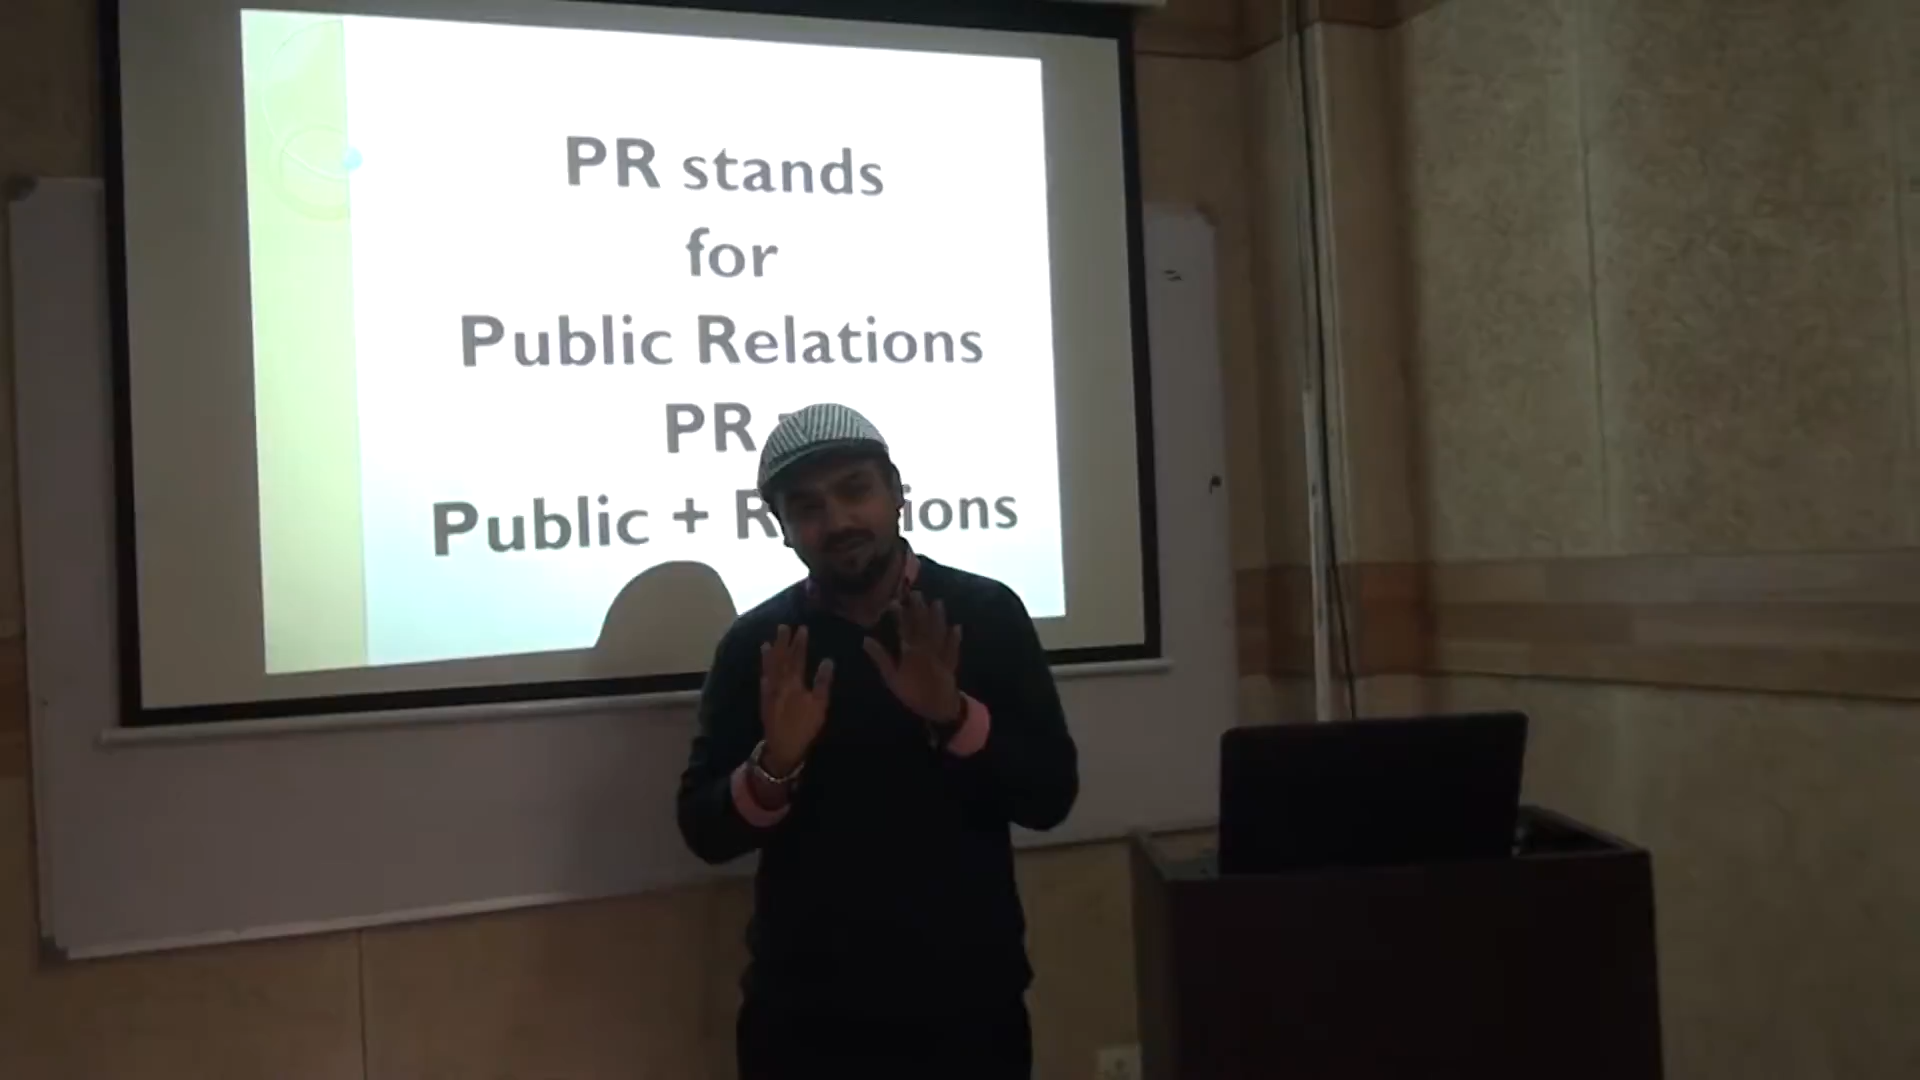 PR stands
for
Public Relations
PR
Public +